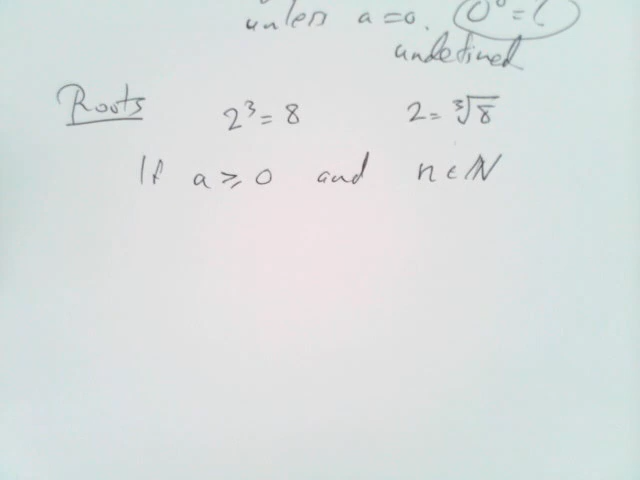 unless a=0. 0⁰=?
undefined
Roots 2³=8 2=∛8
If a⩾0 and n∈ℕ